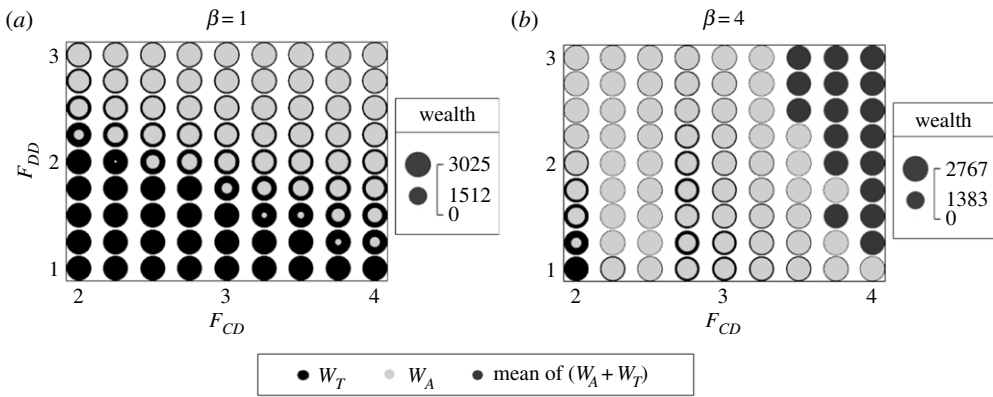 (a) β = 1
3
2
1
F_DD
2 3 4
F_CD
wealth
3025
1512
0
(b) β = 4
3
2
1
2 3 4
F_CD
wealth
2767
1383
0
W_T W_A mean of (W_A + W_T)